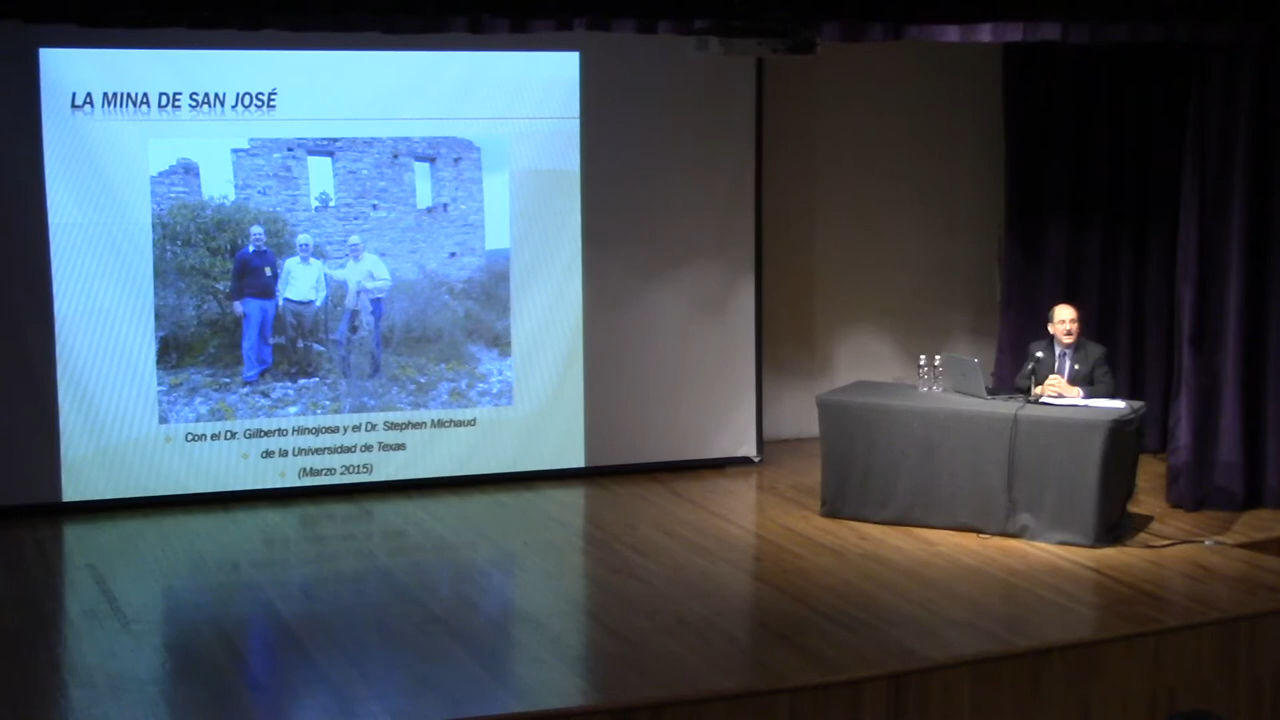 LA MINA DE SAN JOSÉ
Con el Dr. Gilberto Hinojosa y el Dr. Stephen Michaud
de la Universidad de Texas
(Marzo 2015)